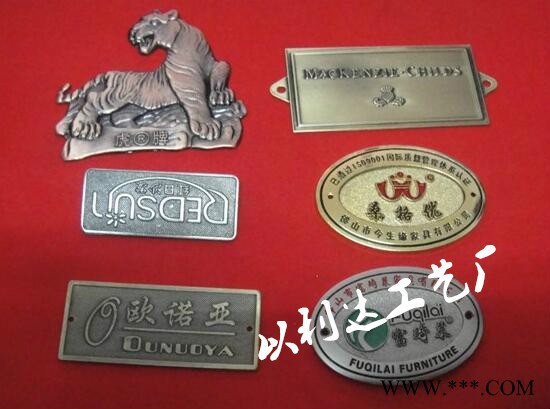 虎®牌
MACKENZIE-CHILDS
REDSUN
已通过ISO9001国际质量管理体系认证
桑格优
佛山市今生缘家具有限公司
欧诺亚
OUNUOYA
Fuqilai
富琦莱
FUQILAI FURNITURE
以利达工艺厂
WWW.***.COM